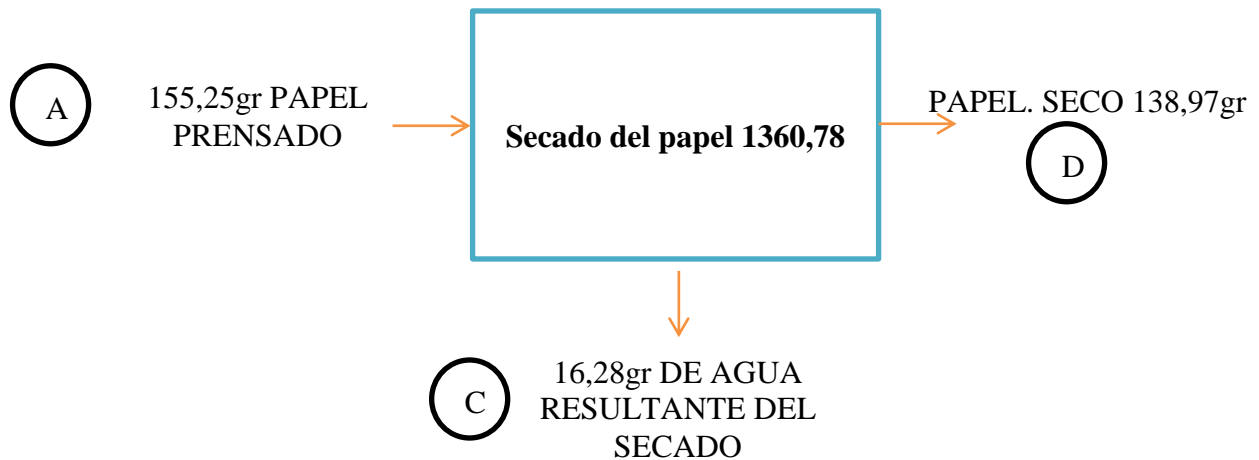 A
155,25gr PAPEL
PRENSADO
Secado del papel 1360,78
PAPEL. SECO 138,97gr
D
C
16,28gr DE AGUA
RESULTANTE DEL
SECADO